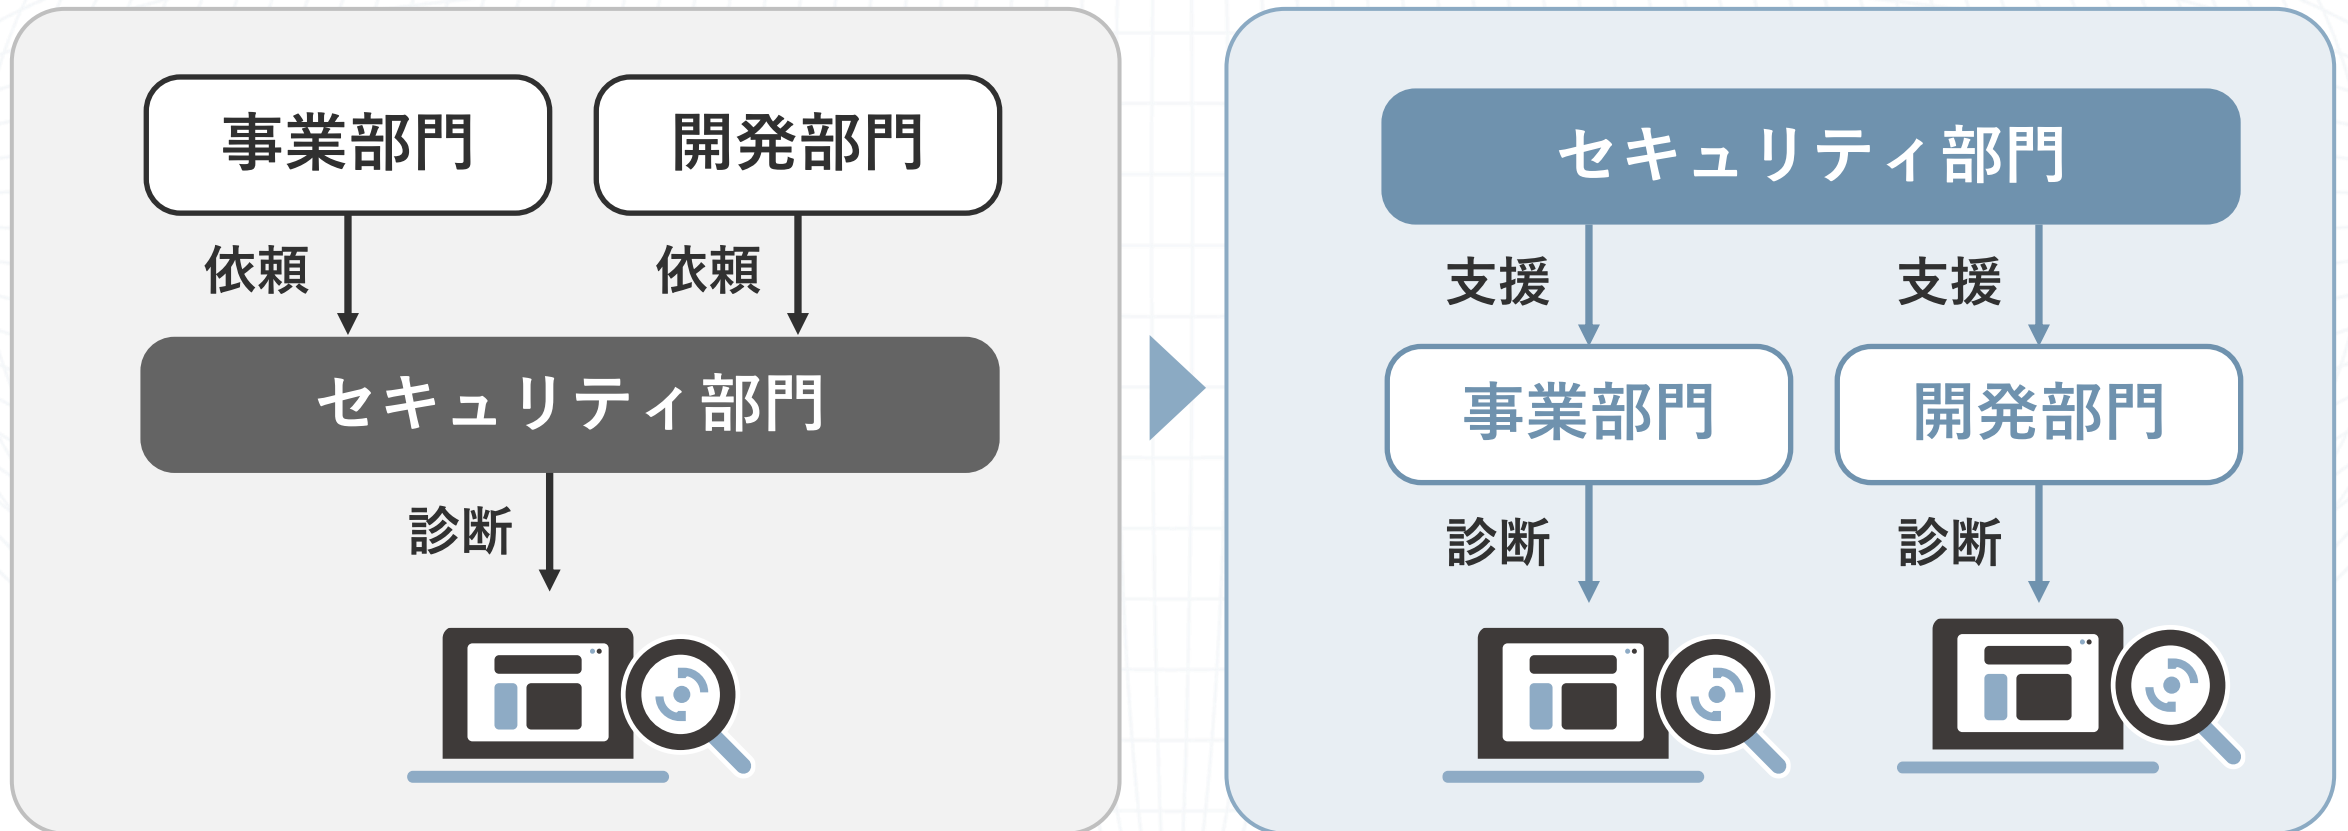 事業部門
開発部門
依頼
依頼
セキュリティ部門
診断
セキュリティ部門
支援
支援
事業部門
開発部門
診断
診断